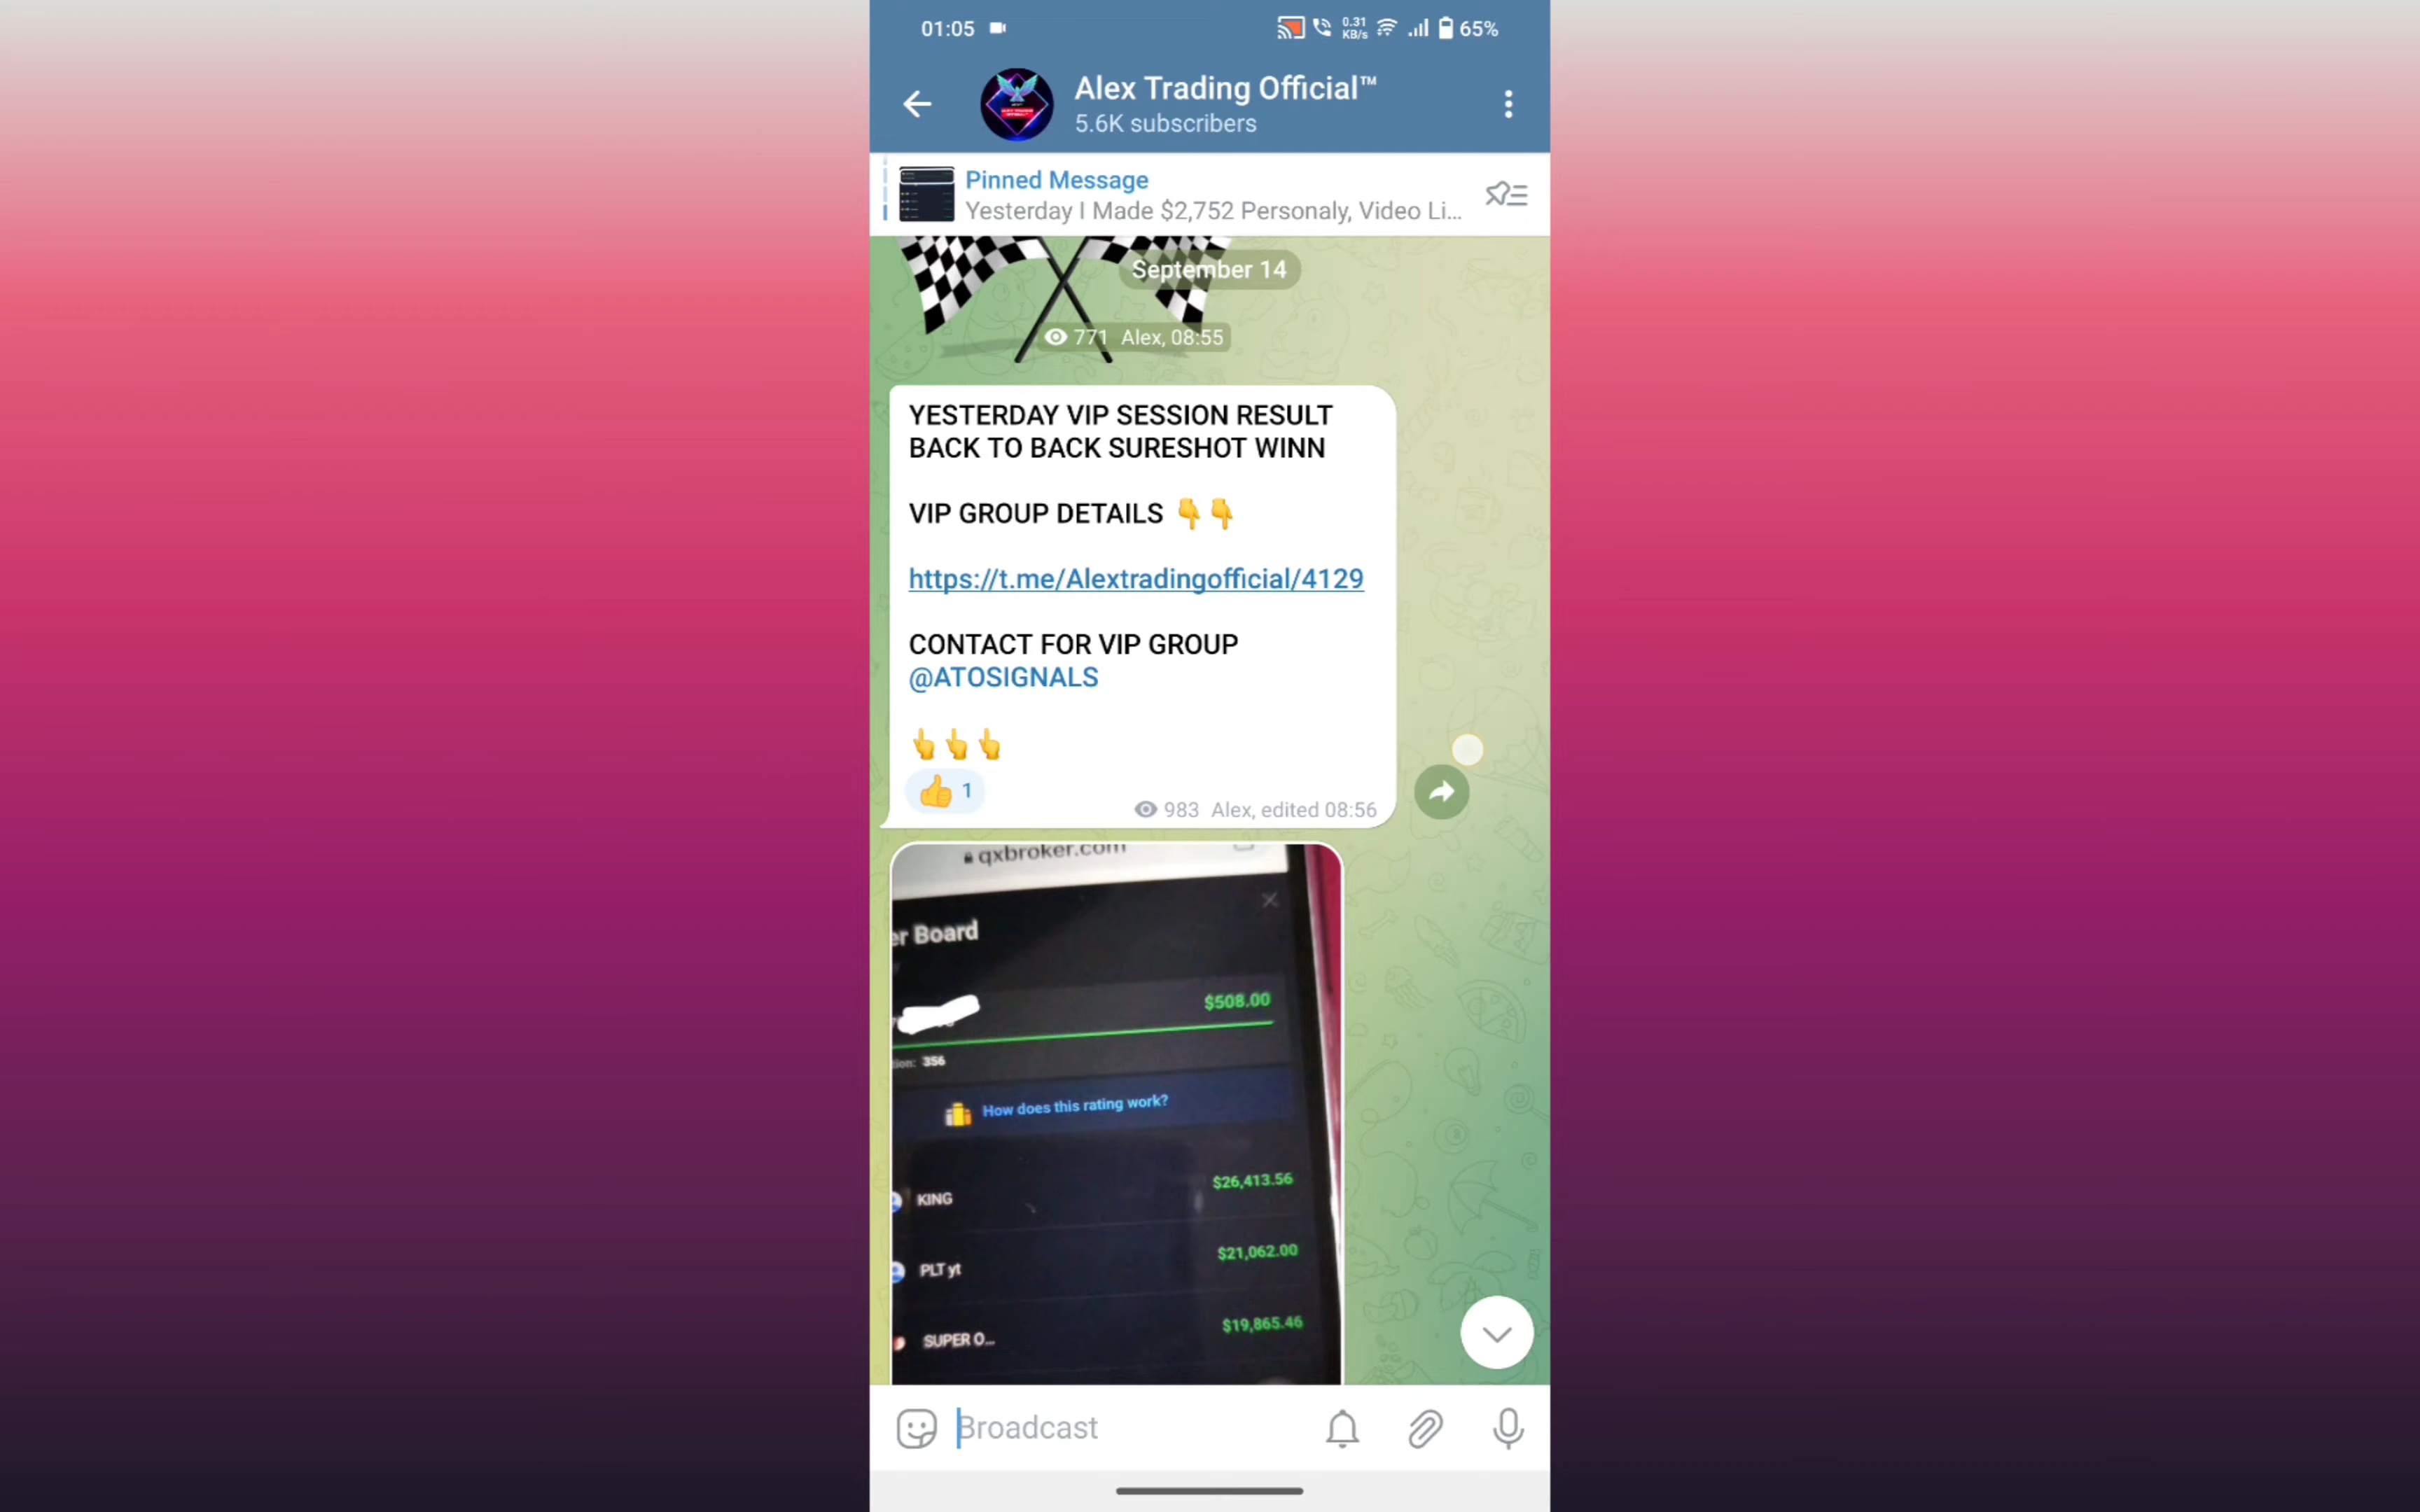 01:05
0.31
KB/s
65%
Alex Trading Official™
5.6K subscribers
Pinned Message
Yesterday I Made $2,752 Personaly, Video Li...
September 14
771 Alex, 08:55
YESTERDAY VIP SESSION RESULT
BACK TO BACK SURESHOT WINN
VIP GROUP DETAILS 👇👇
https://t.me/Alextradingofficial/4129
CONTACT FOR VIP GROUP
@ATOSIGNALS
👆👆👆
👍 1
983 Alex, edited 08:56
qxbroker.com
er Board
$508.00
ion: 356
How does this rating work?
KING
$26,413.56
PLT yt
$21,062.00
SUPER O...
$19,865.46
Broadcast